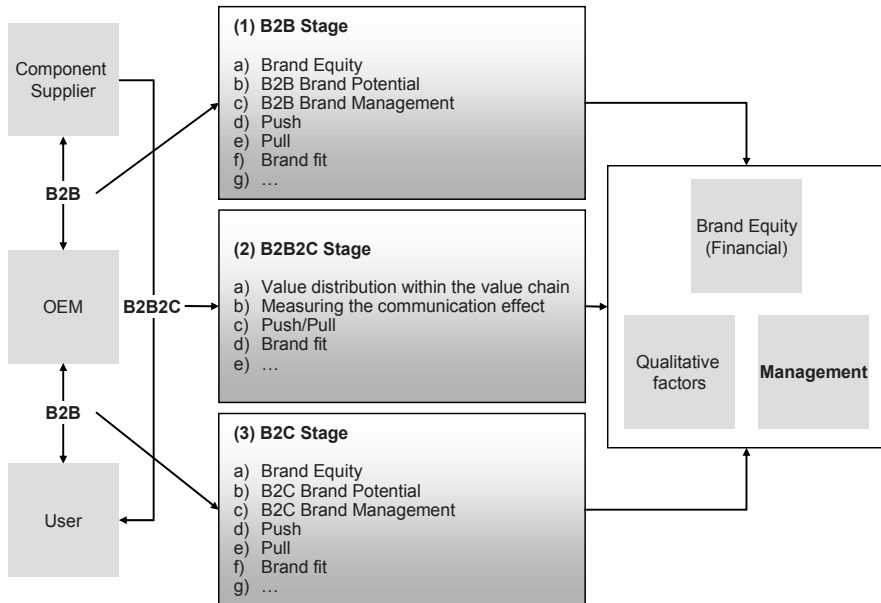 Component
Supplier
B2B
OEM
B2B2C
B2B
User
(1) B2B Stage
a) Brand Equity
b) B2B Brand Potential
c) B2B Brand Management
d) Push
e) Pull
f) Brand fit
g) …
(2) B2B2C Stage
a) Value distribution within the value chain
b) Measuring the communication effect
c) Push/Pull
d) Brand fit
e) …
(3) B2C Stage
a) Brand Equity
b) B2C Brand Potential
c) B2C Brand Management
d) Push
e) Pull
f) Brand fit
g) …
Brand Equity
(Financial)
Qualitative
factors
Management